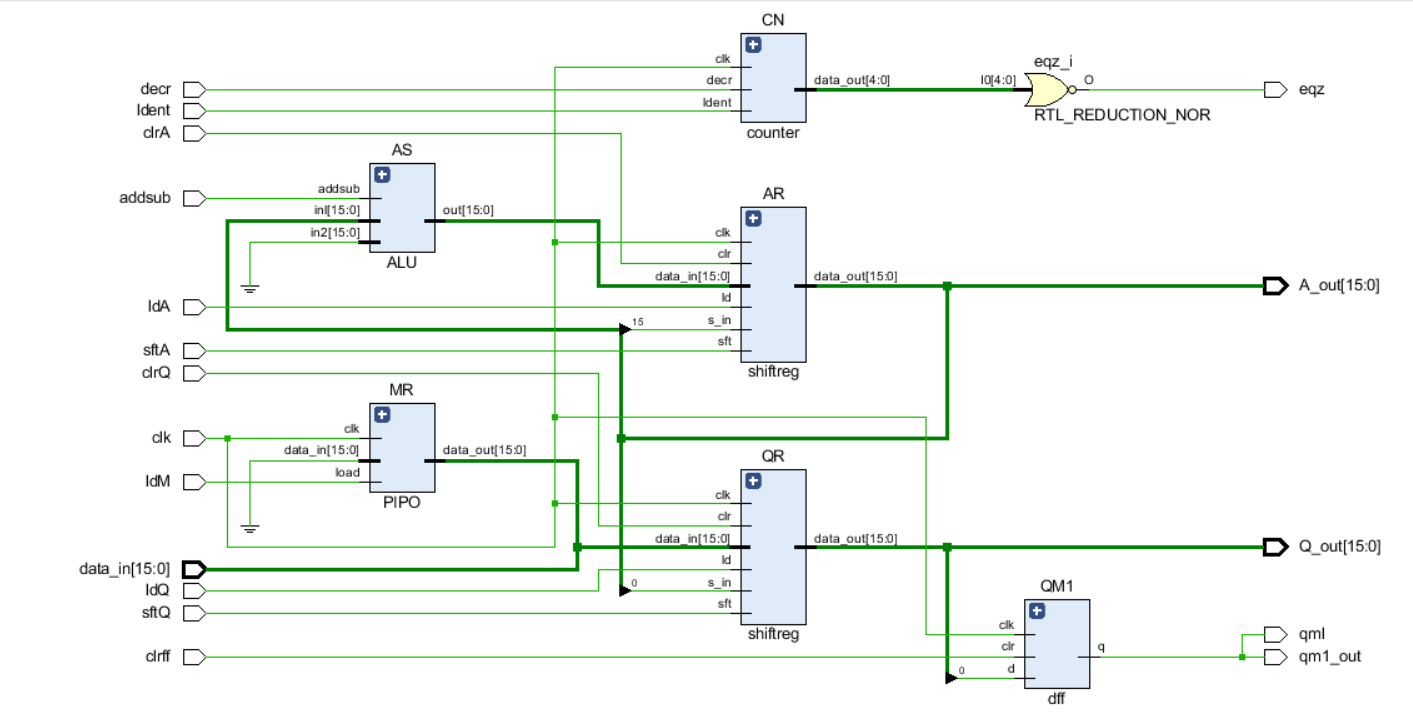 CN
clk
decr
ldent
data_out[4:0]
counter
eqz_i
I0[4:0]
O
RTL_REDUCTION_NOR
eqz
decr
ldent
clrA
AS
addsub
addsub
inl[15:0]
in2[15:0]
out[15:0]
ALU
AR
clk
clr
data_in[15:0]
ld
s_in
sft
data_out[15:0]
shiftreg
A_out[15:0]
15
ldA
sftA
clrQ
MR
clk
clk
data_in[15:0]
load
data_out[15:0]
PIPO
ldM
QR
clk
clr
data_in[15:0]
ld
s_in
sft
data_out[15:0]
shiftreg
Q_out[15:0]
data_in[15:0]
ldQ
0
sftQ
clrff
QM1
clk
clr
d
q
0
dff
qml
qm1_out